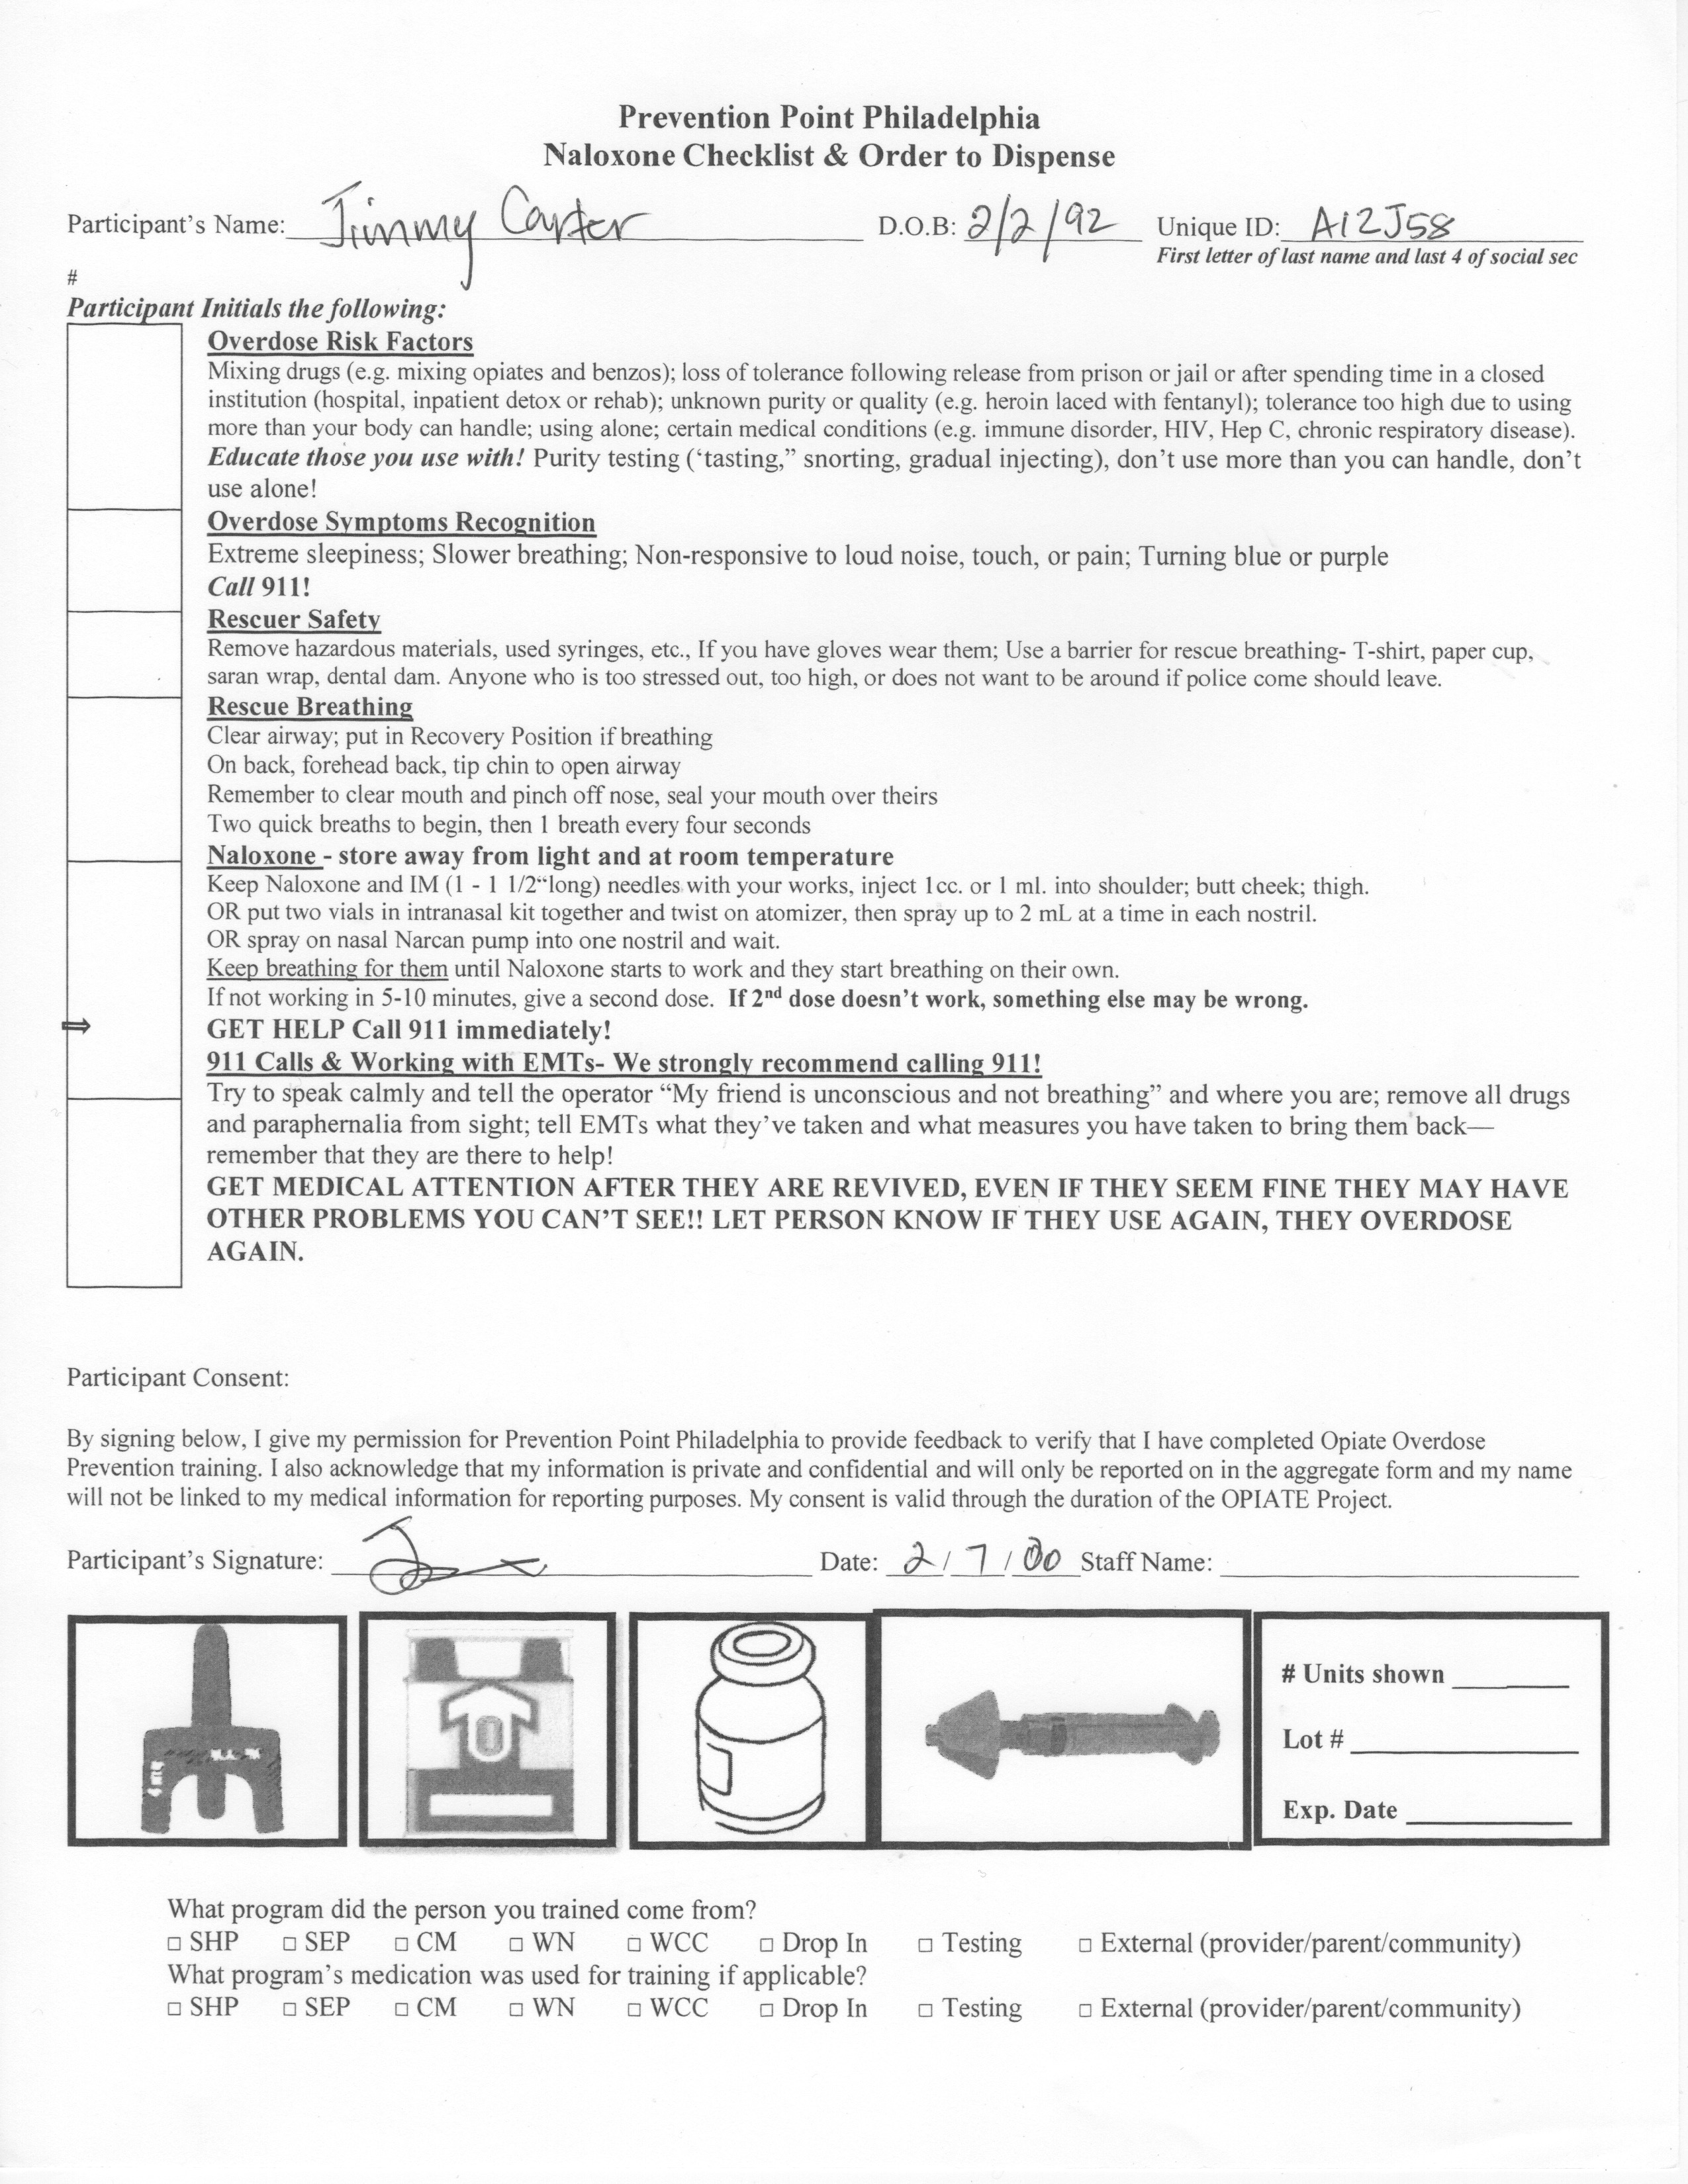 Prevention Point Philadelphia
Naloxone Checklist & Order to Dispense
Participant's Name: Jimmy Carter D.O.B: 2/2/92 Unique ID: A12J58
First letter of last name and last 4 of social sec
#
Participant Initials the following:
Overdose Risk Factors
Mixing drugs (e.g. mixing opiates and benzos); loss of tolerance following release from prison or jail or after spending time in a closed
institution (hospital, inpatient detox or rehab); unknown purity or quality (e.g. heroin laced with fentanyl); tolerance too high due to using
more than your body can handle; using alone; certain medical conditions (e.g. immune disorder, HIV, Hep C, chronic respiratory disease).
Educate those you use with! Purity testing ('tasting," snorting, gradual injecting), don't use more than you can handle, don't
use alone!
Overdose Symptoms Recognition
Extreme sleepiness; Slower breathing; Non-responsive to loud noise, touch, or pain; Turning blue or purple
Call 911!
Rescuer Safety
Remove hazardous materials, used syringes, etc., If you have gloves wear them; Use a barrier for rescue breathing- T-shirt, paper cup,
saran wrap, dental dam. Anyone who is too stressed out, too high, or does not want to be around if police come should leave.
Rescue Breathing
Clear airway; put in Recovery Position if breathing
On back, forehead back, tip chin to open airway
Remember to clear mouth and pinch off nose, seal your mouth over theirs
Two quick breaths to begin, then 1 breath every four seconds
Naloxone - store away from light and at room temperature
Keep Naloxone and IM (1 - 1 1/2"long) needles with your works, inject 1cc. or 1 ml. into shoulder; butt cheek; thigh.
OR put two vials in intranasal kit together and twist on atomizer, then spray up to 2 mL at a time in each nostril.
OR spray on nasal Narcan pump into one nostril and wait.
Keep breathing for them until Naloxone starts to work and they start breathing on their own.
If not working in 5-10 minutes, give a second dose. If 2nd dose doesn't work, something else may be wrong.
⇒ GET HELP Call 911 immediately!
911 Calls & Working with EMTs- We strongly recommend calling 911!
Try to speak calmly and tell the operator "My friend is unconscious and not breathing" and where you are; remove all drugs
and paraphernalia from sight; tell EMTs what they've taken and what measures you have taken to bring them back—
remember that they are there to help!
GET MEDICAL ATTENTION AFTER THEY ARE REVIVED, EVEN IF THEY SEEM FINE THEY MAY HAVE
OTHER PROBLEMS YOU CAN'T SEE!! LET PERSON KNOW IF THEY USE AGAIN, THEY OVERDOSE
AGAIN.
Participant Consent:
By signing below, I give my permission for Prevention Point Philadelphia to provide feedback to verify that I have completed Opiate Overdose
Prevention training. I also acknowledge that my information is private and confidential and will only be reported on in the aggregate form and my name
will not be linked to my medical information for reporting purposes. My consent is valid through the duration of the OPIATE Project.
Participant's Signature: Date: 2/7/00 Staff Name:
# Units shown
Lot #
Exp. Date
What program did the person you trained come from?
□ SHP □ SEP □ CM □ WN □ WCC □ Drop In □ Testing □ External (provider/parent/community)
What program's medication was used for training if applicable?
□ SHP □ SEP □ CM □ WN □ WCC □ Drop In □ Testing □ External (provider/parent/community)